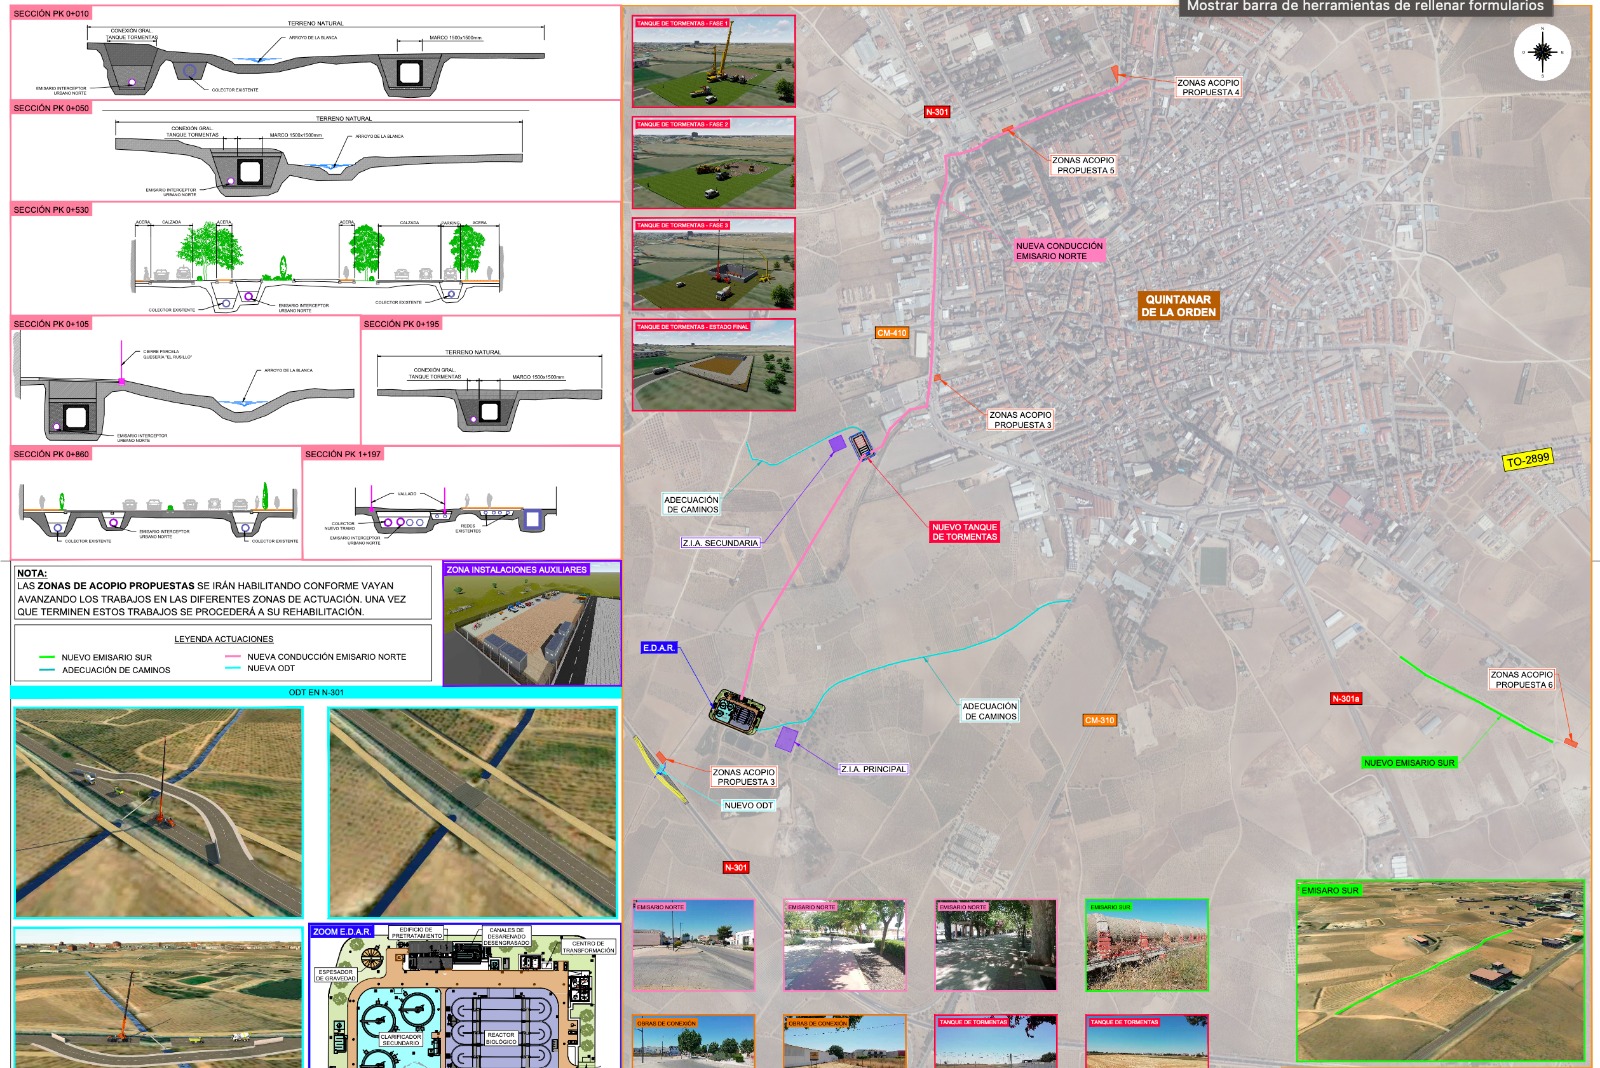 Mostrar barra de herramientas de rellenar formularios
SECCIÓN PK 0+010
TERRENO NATURAL
CONEXIÓN GRAL.
TANQUE TORMENTAS
ARROYO DE LA BLANCA
MARCO 1500x1500mm
EMISARIO INTERCEPTOR
URBANO NORTE
COLECTOR EXISTENTE
SECCIÓN PK 0+050
TERRENO NATURAL
CONEXIÓN GRAL.
TANQUE TORMENTAS
MARCO 1500x1500mm
ARROYO DE LA BLANCA
EMISARIO INTERCEPTOR
URBANO NORTE
SECCIÓN PK 0+530
ACERA
CALZADA
ACERA
ACERA
CALZADA
PARKING
ACERA
COLECTOR EXISTENTE
EMISARIO INTERCEPTOR
URBANO NORTE
COLECTOR EXISTENTE
SECCIÓN PK 0+105
CIERRE PARCELA
ARROYO DE LA BLANCA
EMISARIO INTERCEPTOR
URBANO NORTE
SECCIÓN PK 0+195
TERRENO NATURAL
CONEXIÓN GRAL.
TANQUE TORMENTAS
MARCO 1500x1500mm
SECCIÓN PK 0+860
COLECTOR EXISTENTE
EMISARIO INTERCEPTOR
URBANO NORTE
COLECTOR EXISTENTE
SECCIÓN PK 1+197
VALLADO
COLECTOR
NUEVO TRAMO
EMISARIO INTERCEPTOR
URBANO NORTE
REDES
EXISTENTES
NOTA:
LAS ZONAS DE ACOPIO PROPUESTAS SE IRÁN HABILITANDO CONFORME VAYAN
AVANZANDO LOS TRABAJOS EN LAS DIFERENTES ZONAS DE ACTUACIÓN. UNA VEZ
QUE TERMINEN ESTOS TRABAJOS SE PROCEDERÁ A SU REHABILITACIÓN.
LEYENDA ACTUACIONES
NUEVO EMISARIO SUR
NUEVA CONDUCCIÓN EMISARIO NORTE
ADECUACIÓN DE CAMINOS
NUEVA ODT
ZONA INSTALACIONES AUXILIARES
ODT EN N-301
ZOOM E.D.A.R.
EDIFICIO DE
PRETRATAMIENTO
CANALES DE
DESARENADO
DESENGRASADO
CENTRO DE
TRANSFORMACIÓN
ESPESADOR
DE GRAVEDAD
CLARIFICADOR
SECUNDARIO
REACTOR
BIOLÓGICO
TANQUE DE TORMENTAS - FASE 1
TANQUE DE TORMENTAS - FASE 2
TANQUE DE TORMENTAS - FASE 3
TANQUE DE TORMENTAS - ESTADO FINAL
N-301
ZONAS ACOPIO
PROPUESTA 4
ZONAS ACOPIO
PROPUESTA 5
NUEVA CONDUCCIÓN
EMISARIO NORTE
QUINTANAR
DE LA ORDEN
CM-410
ZONAS ACOPIO
PROPUESTA 3
TO-2899
ADECUACIÓN
DE CAMINOS
Z.I.A. SECUNDARIA
NUEVO TANQUE
DE TORMENTAS
E.D.A.R.
ADECUACIÓN
DE CAMINOS
CM-310
N-301a
ZONAS ACOPIO
PROPUESTA 6
NUEVO EMISARIO SUR
ZONAS ACOPIO
PROPUESTA 3
Z.I.A. PRINCIPAL
NUEVO ODT
N-301
EMISARIO NORTE
EMISARIO NORTE
EMISARIO NORTE
EMISARIO SUR
EMISARO SUR
OBRAS DE CONEXIÓN
OBRAS DE CONEXIÓN
TANQUE DE TORMENTAS
TANQUE DE TORMENTAS